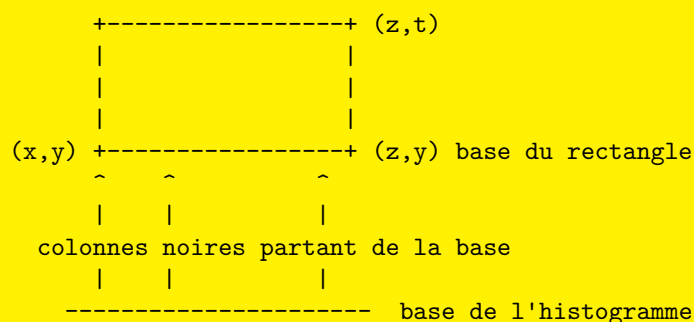 (z,t)
(x,y) (z,y) base du rectangle
colonnes noires partant de la base
base de l'histogramme